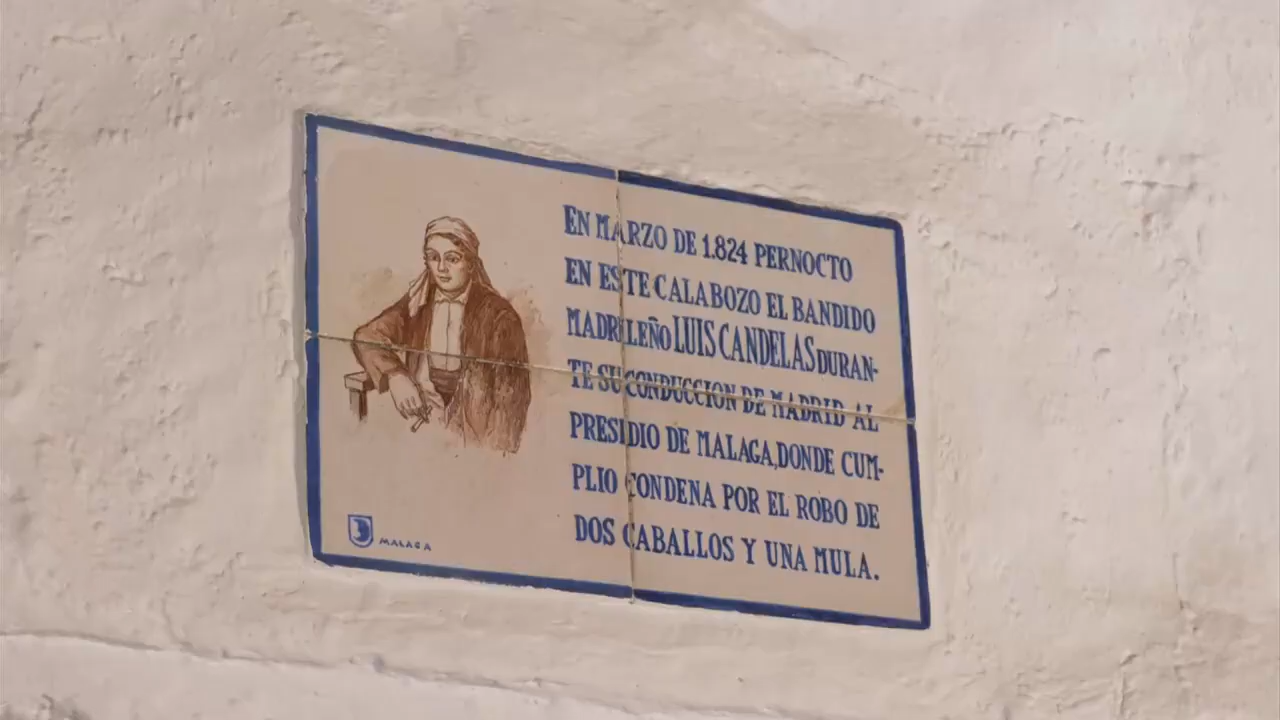 EN MARZO DE 1.824 PERNOCTO
EN ESTE CALABOZO EL BANDIDO
MADRILEÑO LUIS CANDELAS DURAN-
TE SU CONDUCCION DE MADRID AL
PRESIDIO DE MALAGA, DONDE CUM-
PLIO CONDENA POR EL ROBO DE
DOS CABALLOS Y UNA MULA.
MALAGA